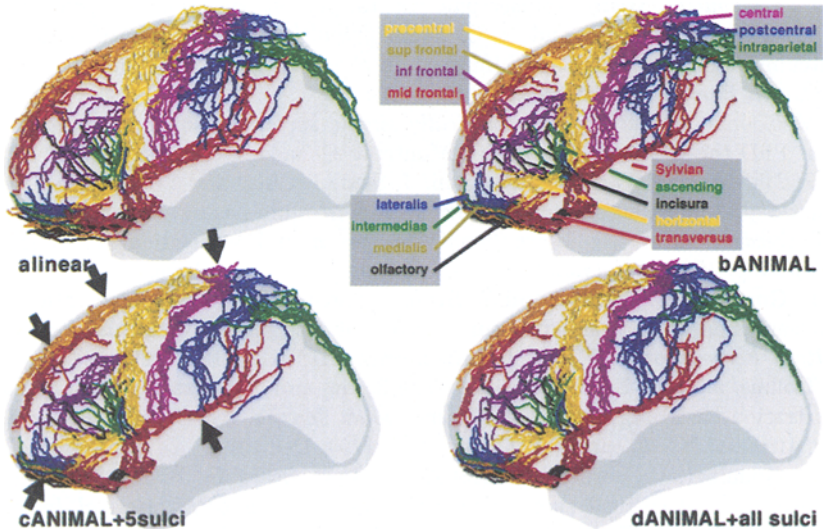 precentral
sup frontal
inf frontal
mid frontal
central
postcentral
intraparietal
Sylvian
ascending
incisura
horizontal
transversus
lateralis
intermedias
medialis
olfactory
alinear
bANIMAL
cANIMAL+5sulci
dANIMAL+all sulci